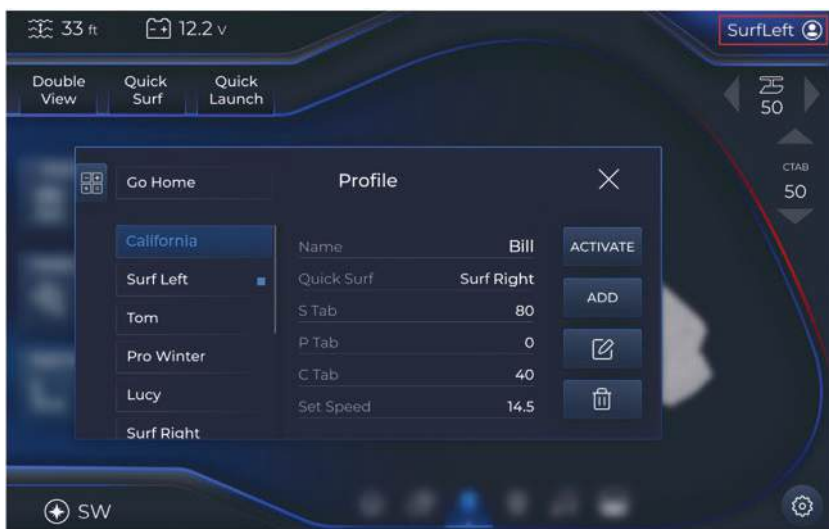 33 ft
12.2 v
SurfLeft
Double View
Quick Surf
Quick Launch
50
CTAB
50
Go Home
Profile
California
Surf Left
Tom
Pro Winter
Lucy
Surf Right
Name Bill
Quick Surf Surf Right
S Tab 80
P Tab 0
C Tab 40
Set Speed 14.5
ACTIVATE
ADD
SW